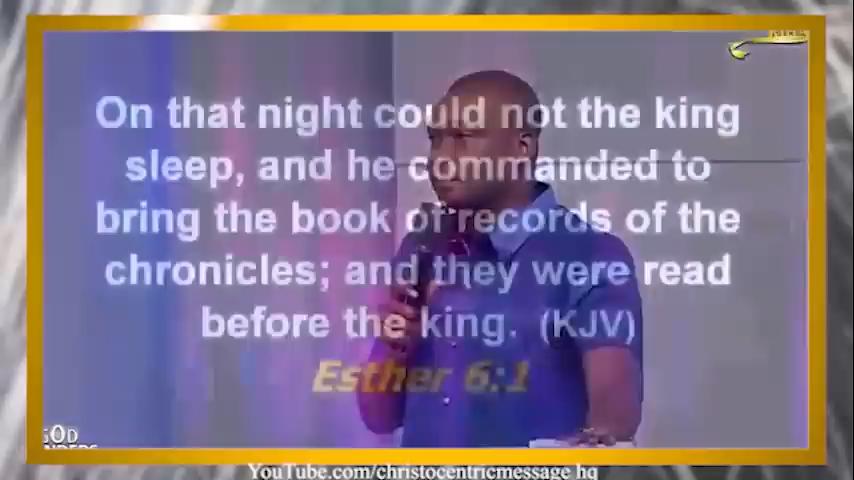 On that night could not the king
sleep, and he commanded to
bring the book of records of the
chronicles; and they were read
before the king. (KJV)
Esther 6:1
GOD
YouTube.com/christocentricmessage hq